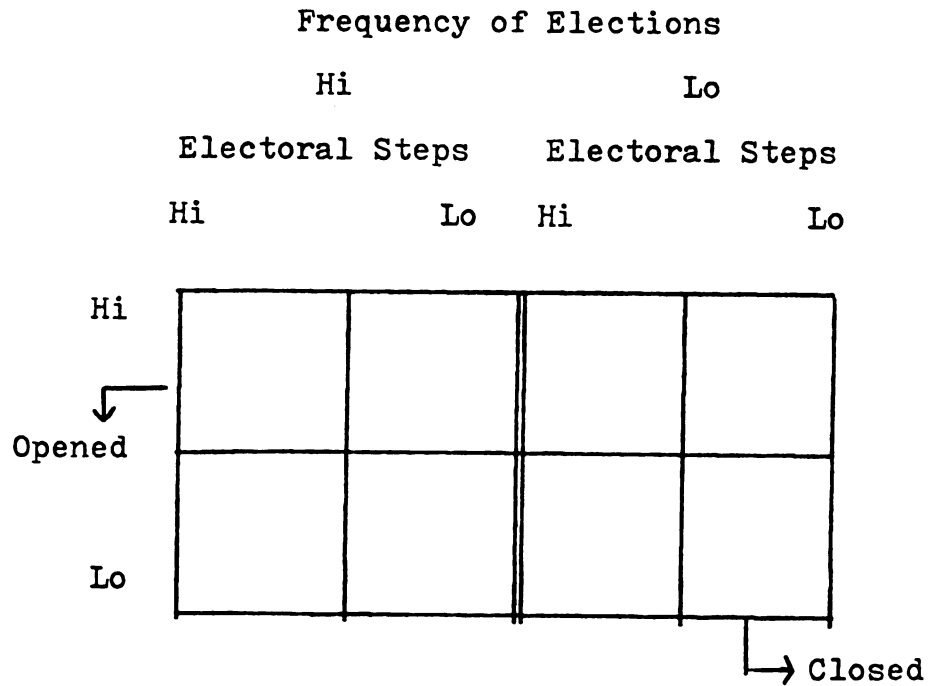 Frequency of Elections
Hi Lo
Electoral Steps Electoral Steps
Hi Lo Hi Lo
Hi
Opened
Lo
Closed